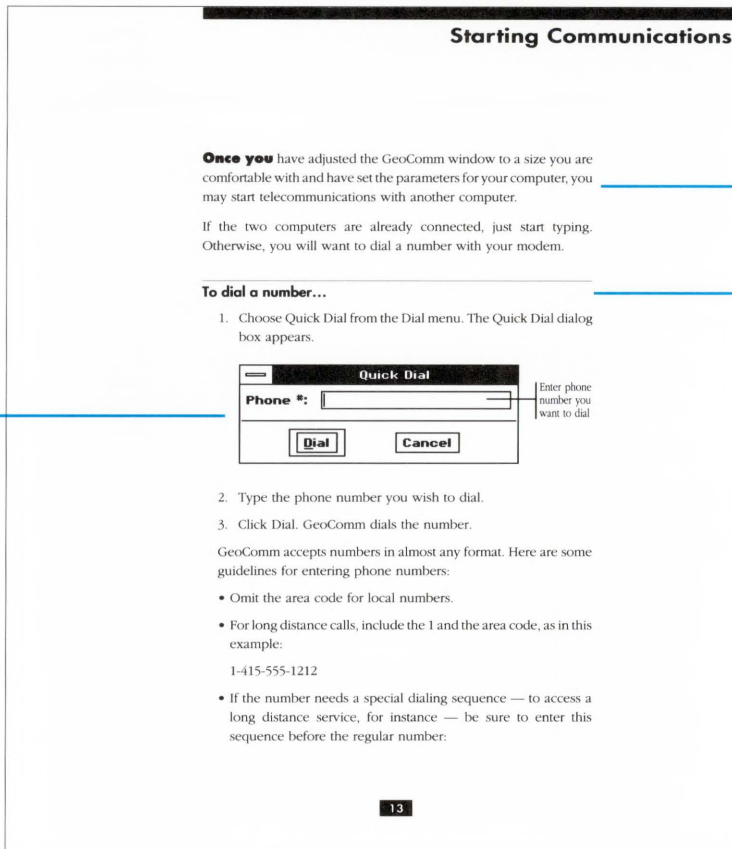 Starting Communications
Once you have adjusted the GeoComm window to a size you are
comfortable with and have set the parameters for your computer, you
may start telecommunications with another computer.
If the two computers are already connected, just start typing.
Otherwise, you will want to dial a number with your modem.
To dial a number...
1. Choose Quick Dial from the Dial menu. The Quick Dial dialog
box appears.
Quick Dial
Phone #:
Enter phone
number you
want to dial
Dial
Cancel
2. Type the phone number you wish to dial.
3. Click Dial. GeoComm dials the number.
GeoComm accepts numbers in almost any format. Here are some
guidelines for entering phone numbers:
• Omit the area code for local numbers.
• For long distance calls, include the 1 and the area code, as in this
example:
1-415-555-1212
• If the number needs a special dialing sequence — to access a
long distance service, for instance — be sure to enter this
sequence before the regular number:
13